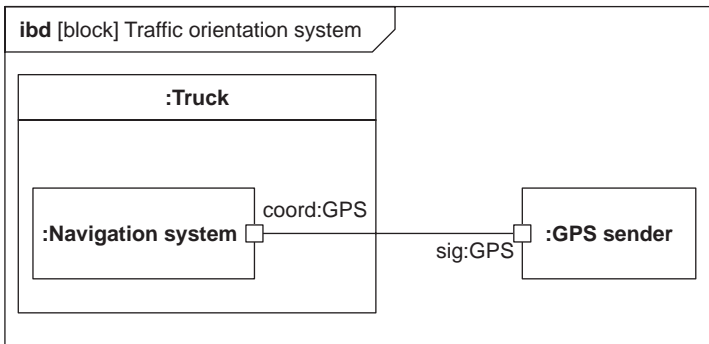 ibd [block] Traffic orientation system
:Truck
coord:GPS
:Navigation system
:GPS sender
sig:GPS